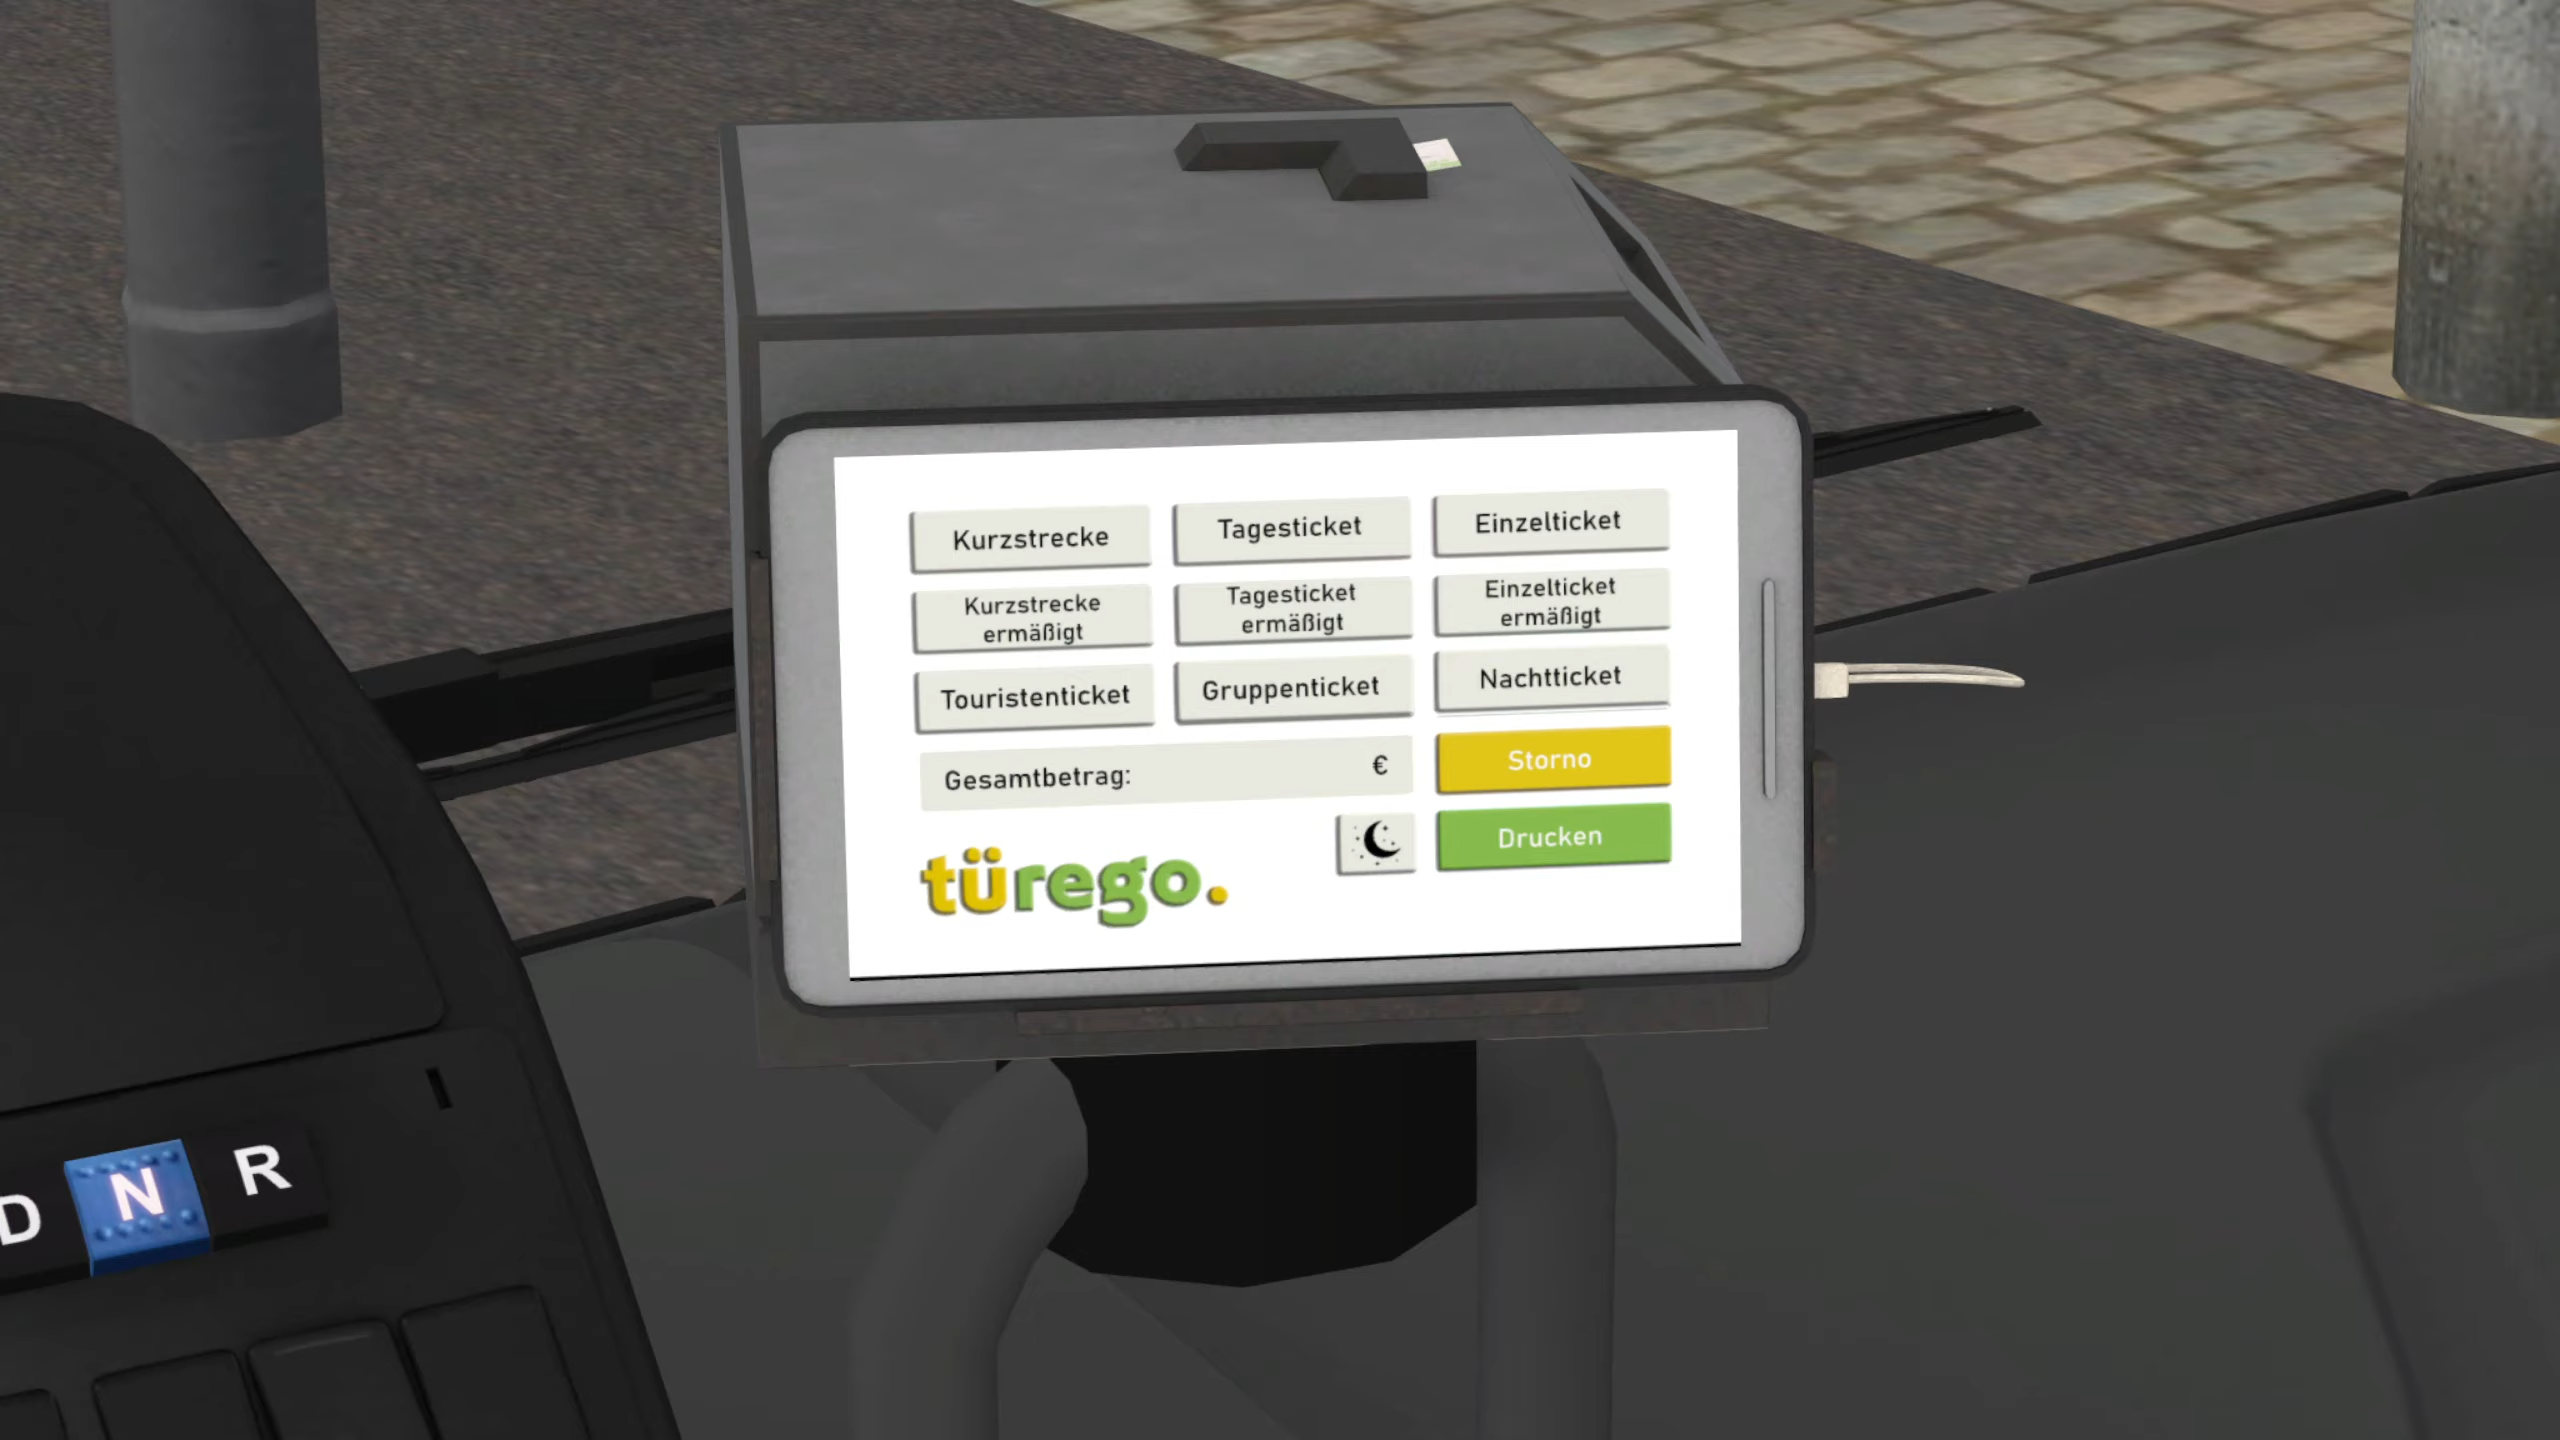 Kurzstrecke
Tagesticket
Einzelticket
Kurzstrecke
ermäßigt
Tagesticket
ermäßigt
Einzelticket
ermäßigt
Touristenticket
Gruppenticket
Nachtticket
Gesamtbetrag: €
Storno
Drucken
türego.
D N R